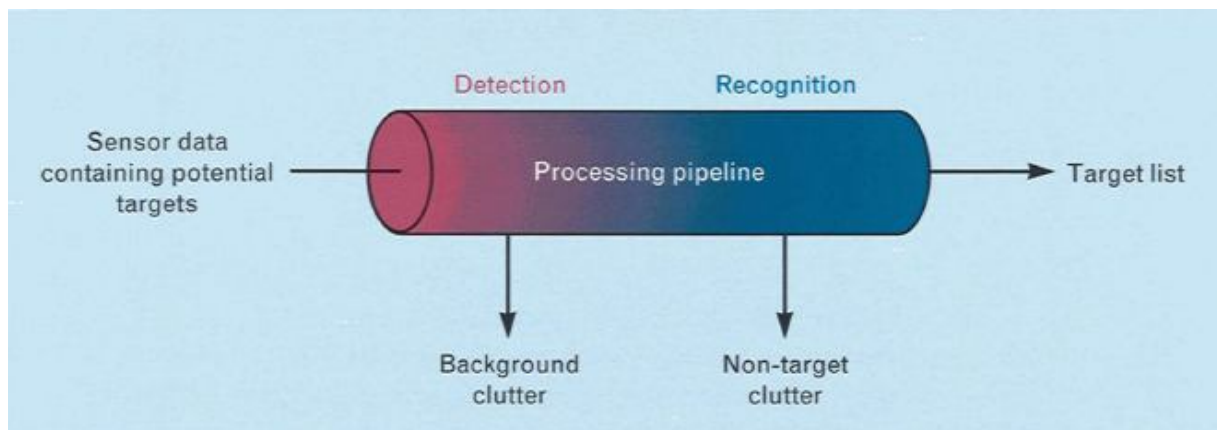 Detection
Recognition
Sensor data
containing potential
targets
Processing pipeline
Target list
Background
clutter
Non-target
clutter